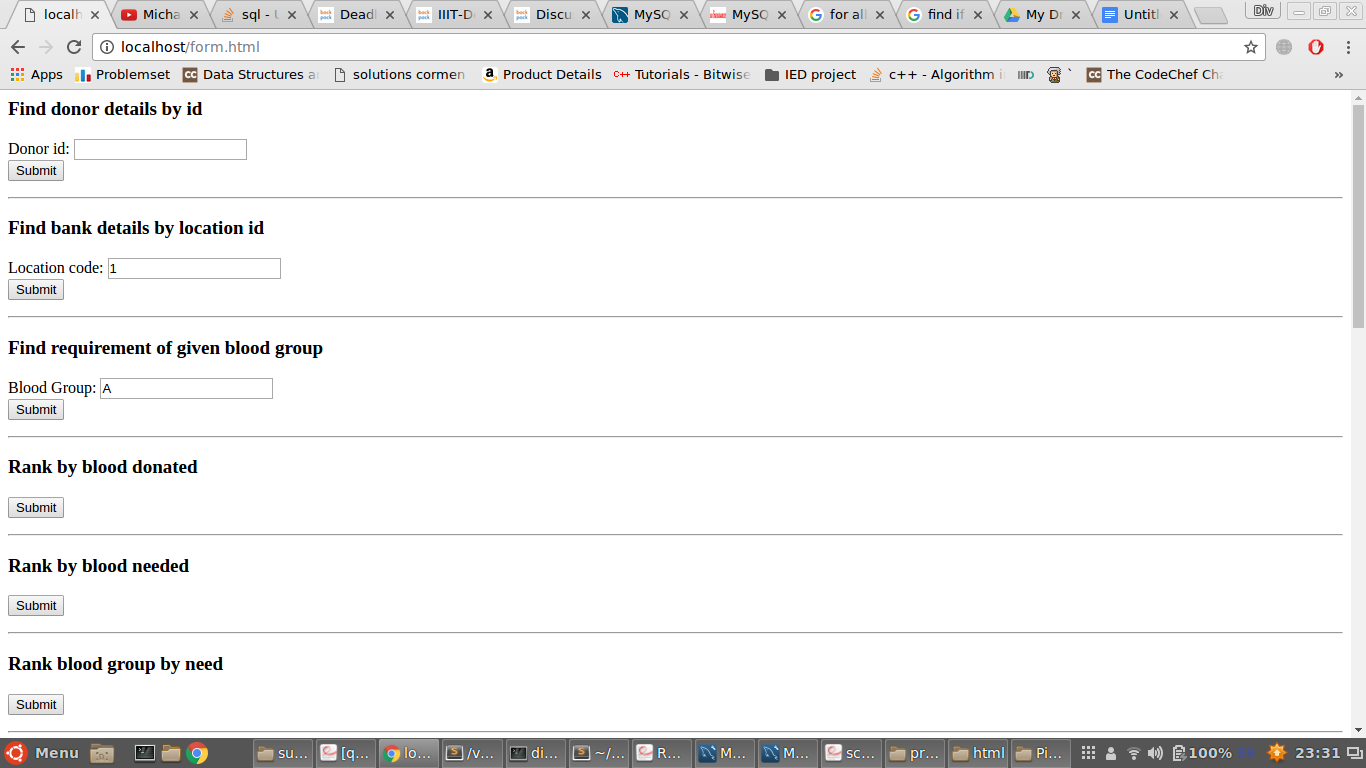 localh
Micha
sql - U
Deadl
IIIT-D
Discu
MySQ
MySQ
for all
find if
My Dr
Untitl
Div
localhost/form.html
Apps
Problemset
Data Structures a
solutions cormen
Product Details
C++ Tutorials - Bitwise
IED project
c++ - Algorithm i
The CodeChef Cha
»
Find donor details by id
Donor id:
Submit
Find bank details by location id
Location code: 1
Submit
Find requirement of given blood group
Blood Group: A
Submit
Rank by blood donated
Submit
Rank by blood needed
Submit
Rank blood group by need
Submit
Menu
su...
[q...
lo...
/v...
di...
~/...
R...
M...
M...
sc...
pr...
html
Pi...
100%
23:31